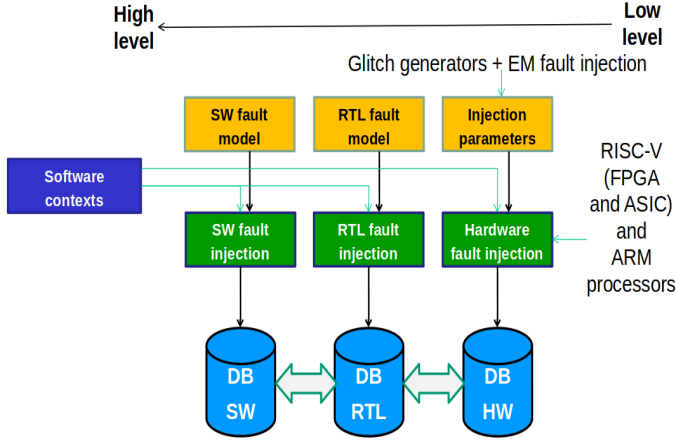 High
level
Low
level
Glitch generators + EM fault injection
SW fault
model
RTL fault
model
Injection
parameters
Software
contexts
RISC-V
(FPGA
and ASIC)
and
ARM
processors
SW fault
injection
RTL fault
injection
Hardware
fault injection
DB
SW
DB
RTL
DB
HW